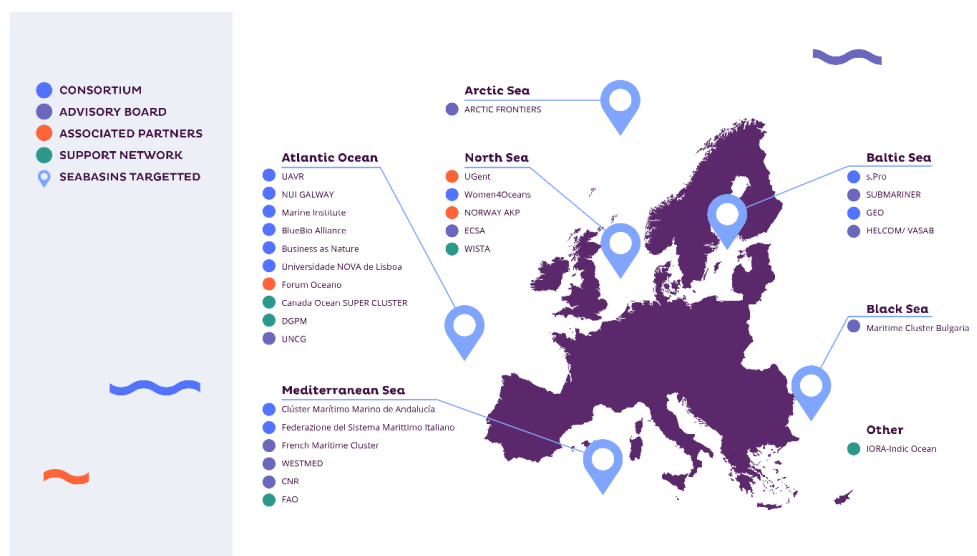 CONSORTIUM
ADVISORY BOARD
ASSOCIATED PARTNERS
SUPPORT NETWORK
SEABASINS TARGETTED
Arctic Sea
ARCTIC FRONTIERS
Atlantic Ocean
UAVR
NUI GALWAY
Marine Institute
BlueBio Alliance
Business as Nature
Universidade NOVA de Lisboa
Forum Oceano
Canada Ocean SUPER CLUSTER
DGPM
UNCG
North Sea
UGent
Women4Oceans
NORWAY AKP
ECSA
WISTA
Baltic Sea
s.Pro
SUBMARINER
GEO
HELCOM/ VASAB
Black Sea
Maritime Cluster Bulgaria
Mediterranean Sea
Clúster Marítimo Marino de Andalucía
Federazione del Sistema Marittimo Italiano
French Maritime Cluster
WESTMED
CNR
FAO
Other
IORA-Indic Ocean